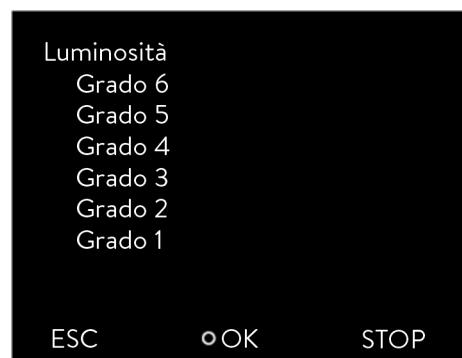 Luminosità
Grado 6
Grado 5
Grado 4
Grado 3
Grado 2
Grado 1
ESC OK STOP